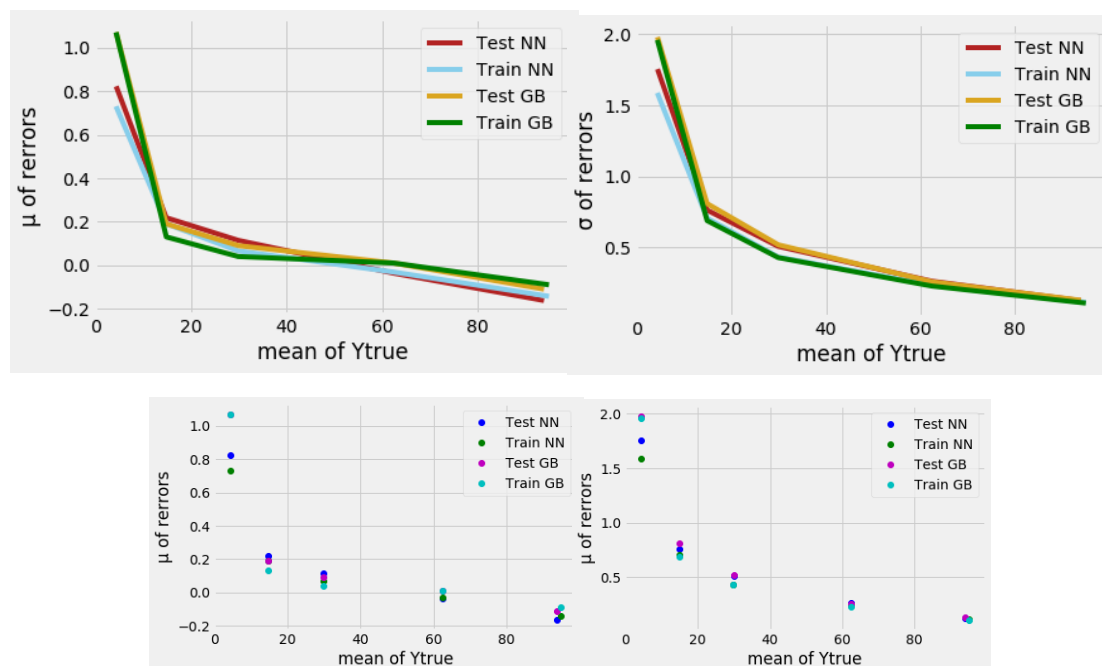 μ of rerrors
1.0
0.8
0.6
0.4
0.2
0.0
−0.2
0
20
40
60
80
mean of Ytrue
Test NN
Train NN
Test GB
Train GB
σ of rerrors
2.0
1.5
1.0
0.5
0
20
40
60
80
mean of Ytrue
Test NN
Train NN
Test GB
Train GB
μ of rerrors
1.0
0.8
0.6
0.4
0.2
0.0
−0.2
0
20
40
60
80
mean of Ytrue
Test NN
Train NN
Test GB
Train GB
μ of rerrors
2.0
1.5
1.0
0.5
0
20
40
60
80
mean of Ytrue
Test NN
Train NN
Test GB
Train GB